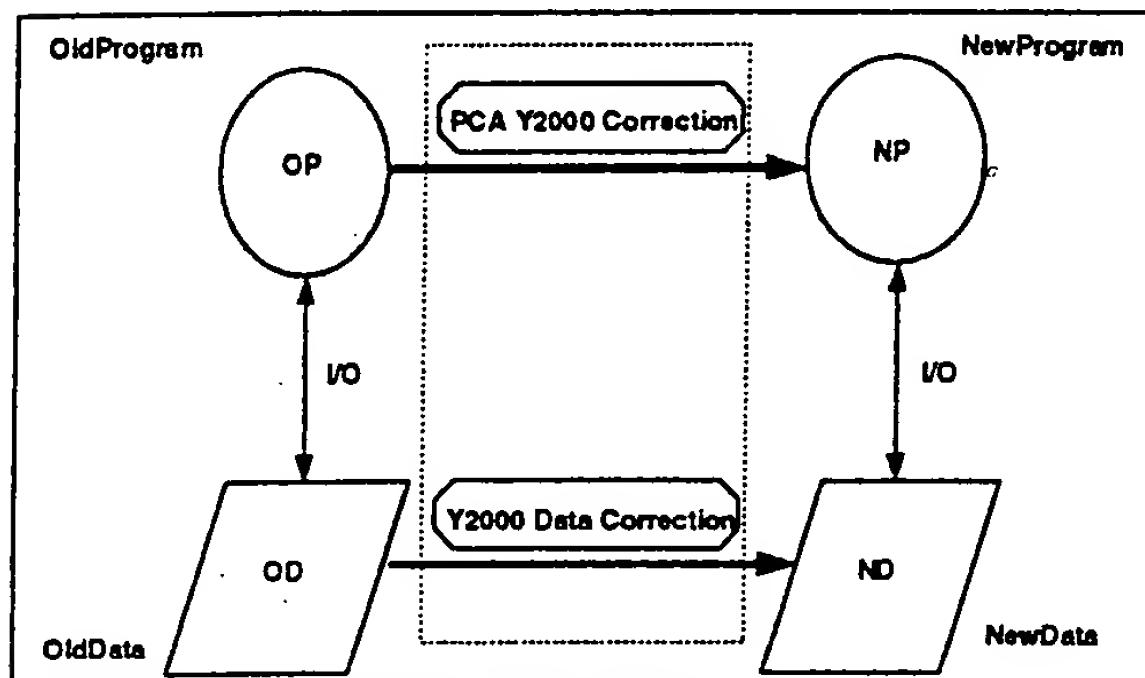 OldProgram
NewProgram
PCA Y2000 Correction
OP
NP
I/O
I/O
Y2000 Data Correction
OD
ND
OldData
NewData